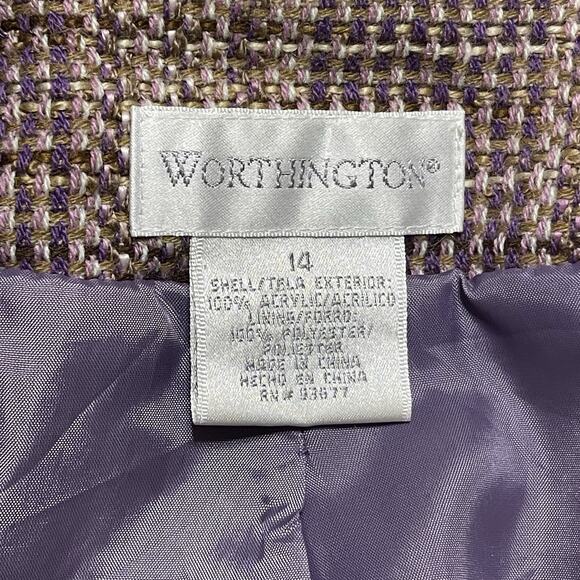 WORTHINGTON®
14
SHELL/TELA EXTERIOR:
100% ACRYLIC/ACRILICO
LINING/FORRO:
100% POLYESTER/
POLIESTER
MADE IN CHINA
HECHO EN CHINA
RN# 93677